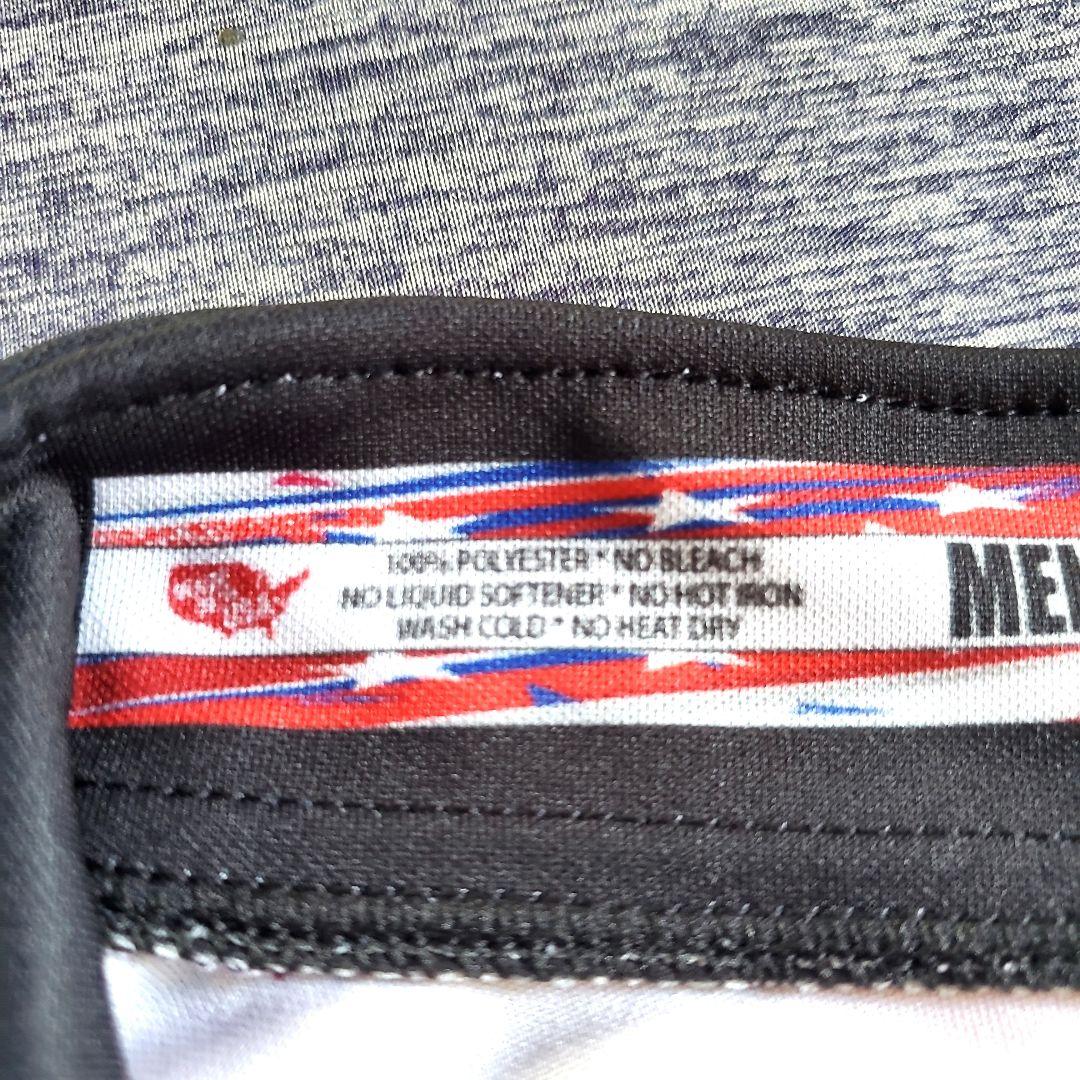 100% POLYESTER * NO BLEACH
NO LIQUID SOFTENER * NO HOT IRON
WASH COLD * NO HEAT DRY